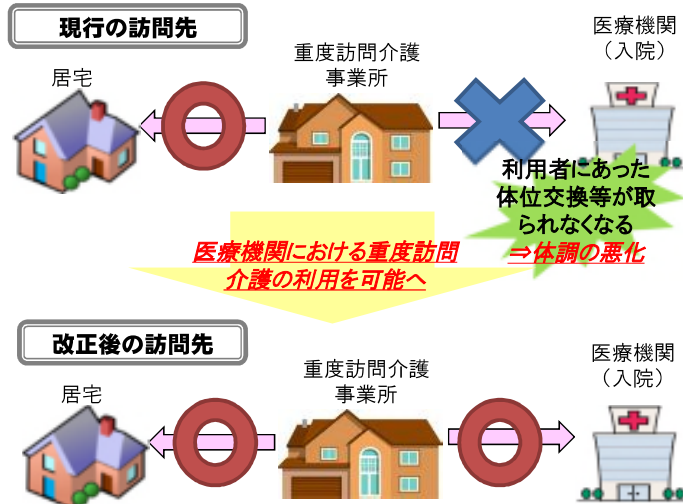 現行の訪問先
医療機関
（入院）
重度訪問介護
事業所
居宅
利用者にあった
体位交換等が取
られなくなる
⇒体調の悪化
医療機関における重度訪問
介護の利用を可能へ
改正後の訪問先
医療機関
（入院）
重度訪問介護
事業所
居宅